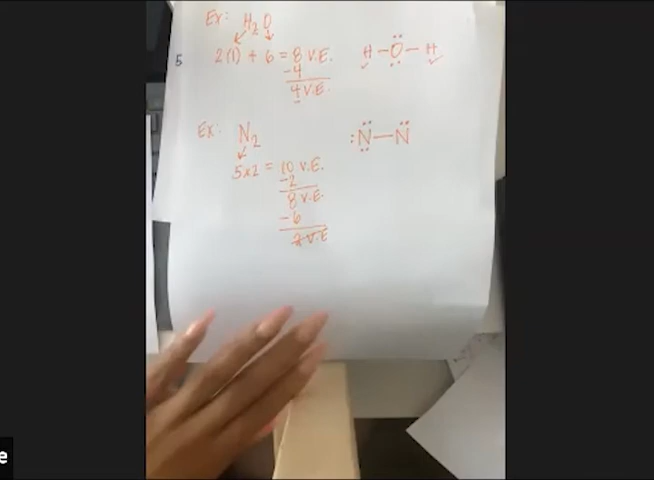 Ex: H₂O
5
2(1) + 6 = 8 V.E.
-4
4 V.E.
H-O-H
Ex: N₂
5x2 = 10 V.E.
-2
8 V.E.
-6
2 V.E
:N-N
e